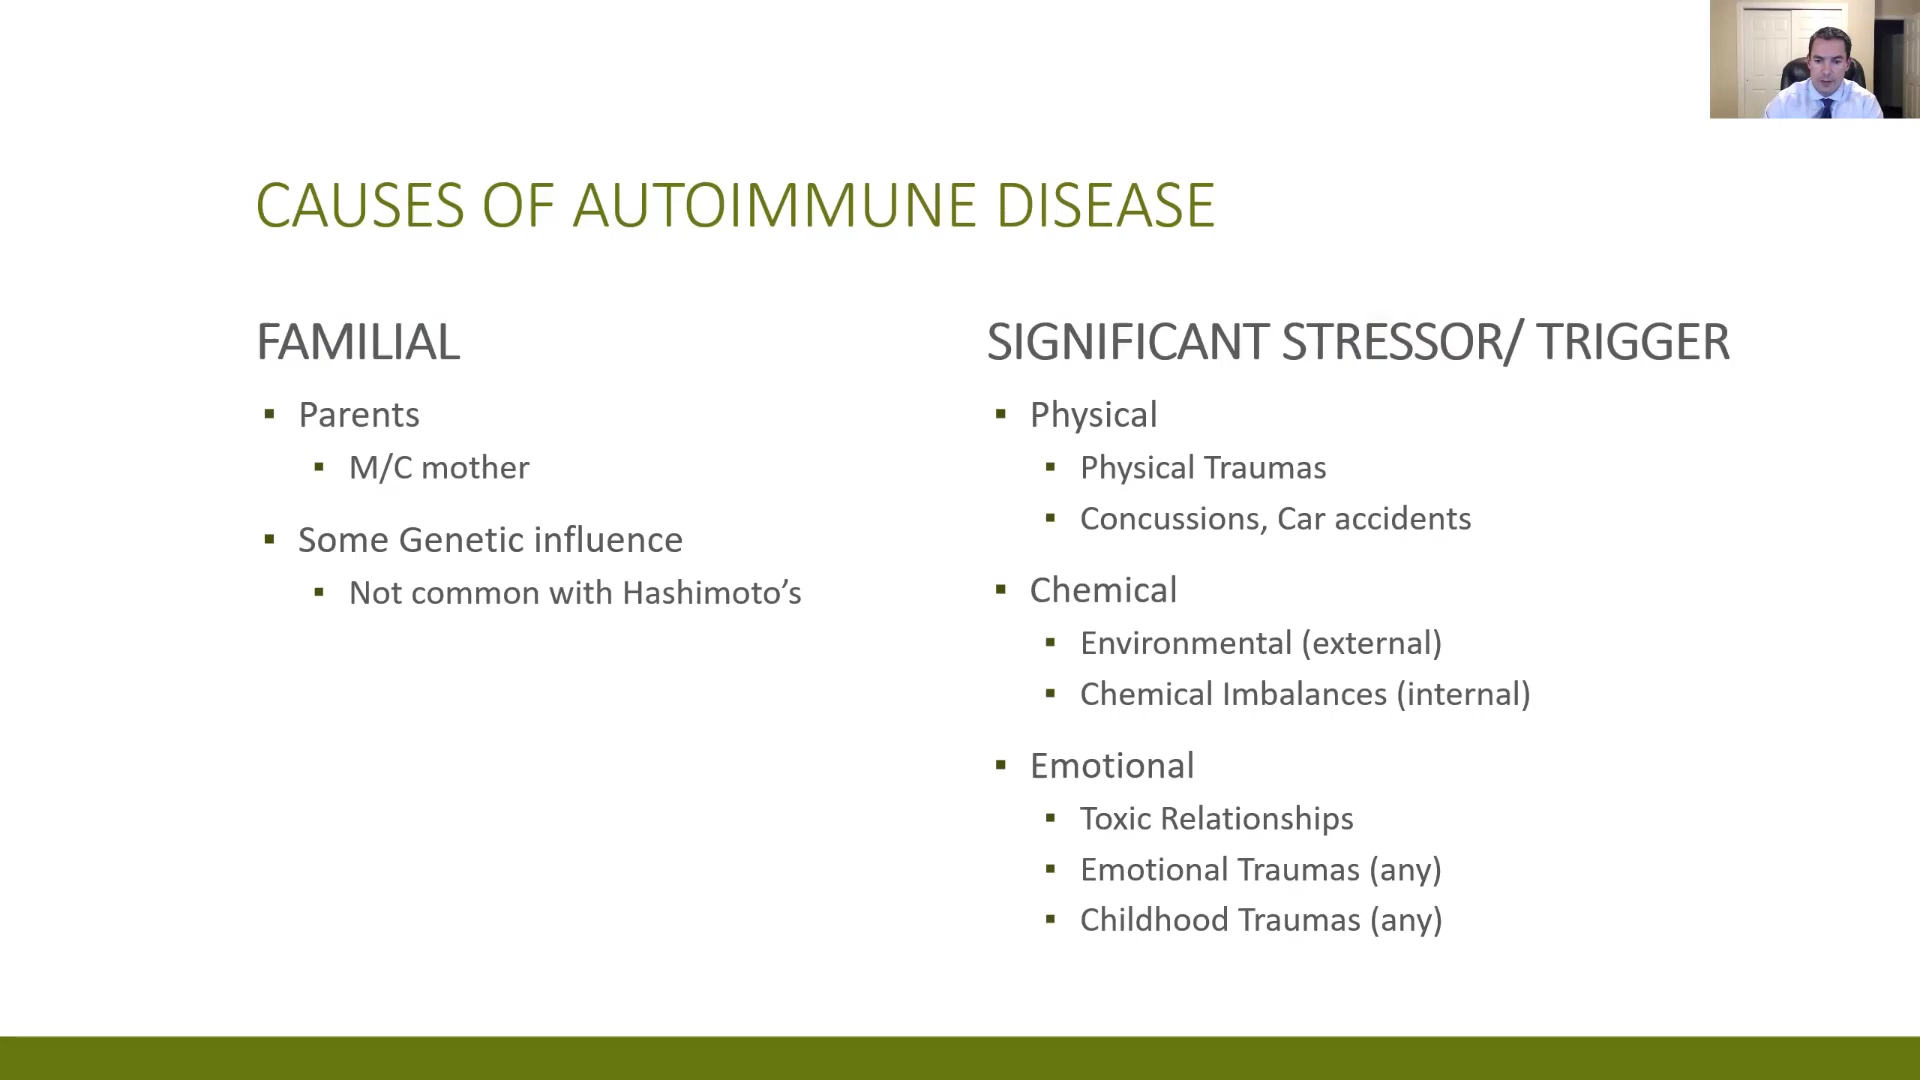 CAUSES OF AUTOIMMUNE DISEASE
FAMILIAL
▪ Parents
▪ M/C mother
▪ Some Genetic influence
▪ Not common with Hashimoto’s
SIGNIFICANT STRESSOR/ TRIGGER
▪ Physical
▪ Physical Traumas
▪ Concussions, Car accidents
▪ Chemical
▪ Environmental (external)
▪ Chemical Imbalances (internal)
▪ Emotional
▪ Toxic Relationships
▪ Emotional Traumas (any)
▪ Childhood Traumas (any)